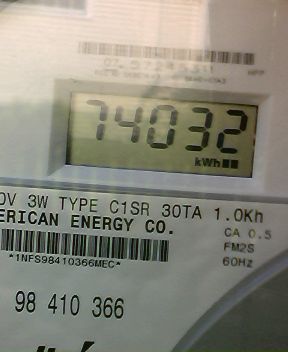 74032
kWh
0V 3W TYPE C1SR 30TA 1.0Kh
ERICAN ENERGY CO.
CA 0.5
FM2S
*1NFS98410366MEC*
60Hz
98 410 366